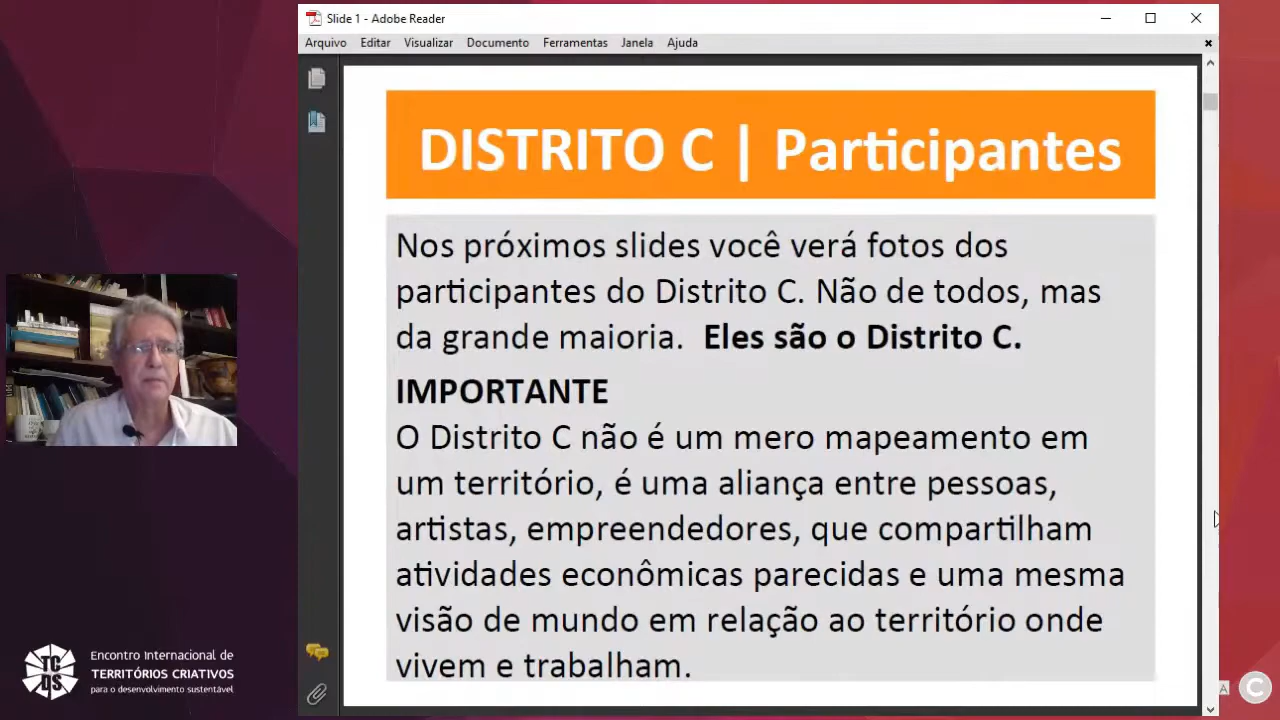 Slide 1 - Adobe Reader
Arquivo Editar Visualizar Documento Ferramentas Janela Ajuda
DISTRITO C | Participantes
Nos próximos slides você verá fotos dos
participantes do Distrito C. Não de todos, mas
da grande maioria. Eles são o Distrito C.
IMPORTANTE
O Distrito C não é um mero mapeamento em
um território, é uma aliança entre pessoas,
artistas, empreendedores, que compartilham
atividades econômicas parecidas e uma mesma
visão de mundo em relação ao território onde
vivem e trabalham.
TC
DS
Encontro Internacional de
TERRITÓRIOS CRIATIVOS
para o desenvolvimento sustentável
A
C